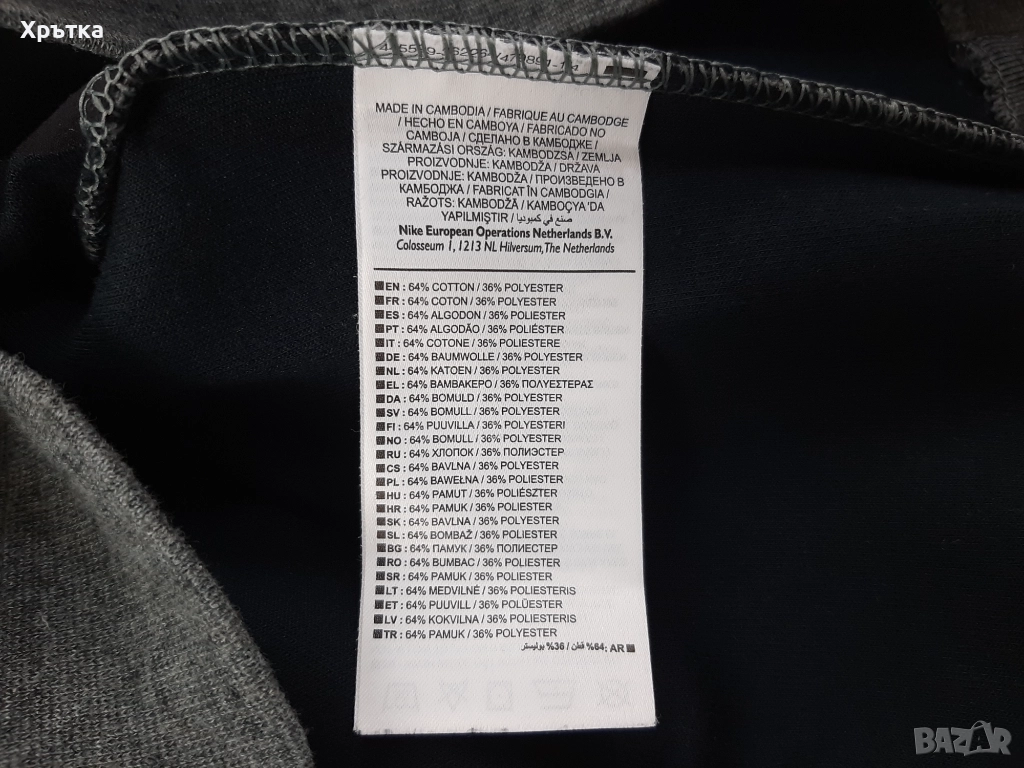 Хрътка
MADE IN CAMBODIA / FABRIQUE AU CAMBODGE
/ HECHO EN CAMBOYA / FABRICADO NO
CAMBOJA / СДЕЛАНО В КАМБОДЖЕ /
SZÁRMAZÁSI ORSZÁG: KAMBODZSA / ZEMLJA
PROIZVODNJE: KAMBODŽA / DRŽAVA
PROIZVODNJE: KAMBODŽA / ПРОИЗВЕДЕНО В
КАМБОДЖА / FABRICAT ÎN CAMBODGIA /
RAŽOTS: KAMBODŽĀ / KAMBOÇYA 'DA
YAPILMIŞTIR / صنع في كمبوديا
Nike European Operations Netherlands B.V.
Colosseum 1, 1213 NL Hilversum, The Netherlands
EN : 64% COTTON / 36% POLYESTER
FR : 64% COTON / 36% POLYESTER
ES : 64% ALGODON / 36% POLIESTER
PT : 64% ALGODÃO / 36% POLIÉSTER
IT : 64% COTONE / 36% POLIESTERE
DE : 64% BAUMWOLLE / 36% POLYESTER
NL : 64% KATOEN / 36% POLYESTER
EL : 64% ΒΑΜΒΑΚΕΡΟ / 36% ΠΟΛΥΕΣΤΕΡΑΣ
DA : 64% BOMULD / 36% POLYESTER
SV : 64% BOMULL / 36% POLYESTER
FI : 64% PUUVILLA / 36% POLYESTERI
NO : 64% BOMULL / 36% POLYESTER
RU : 64% ХЛОПОК / 36% ПОЛИЭСТЕР
CS : 64% BAVLNA / 36% POLYESTER
PL : 64% BAWEŁNA / 36% POLYESTER
HU : 64% PAMUT / 36% POLIÉSZTER
HR : 64% PAMUK / 36% POLIESTER
SK : 64% BAVLNA / 36% POLYESTER
SL : 64% BOMBAŽ / 36% POLIESTER
BG : 64% ПАМУК / 36% ПОЛИЕСТЕР
RO : 64% BUMBAC / 36% POLIESTER
SR : 64% PAMUK / 36% POLIESTER
LT : 64% MEDVILNĖ / 36% POLIESTERIS
ET : 64% PUUVILL / 36% POLÜESTER
LV : 64% KOKVILNA / 36% POLIESTERIS
TR : 64% PAMUK / 36% POLYESTER
AR :64% قطن / 36% بوليستر
BAZAR